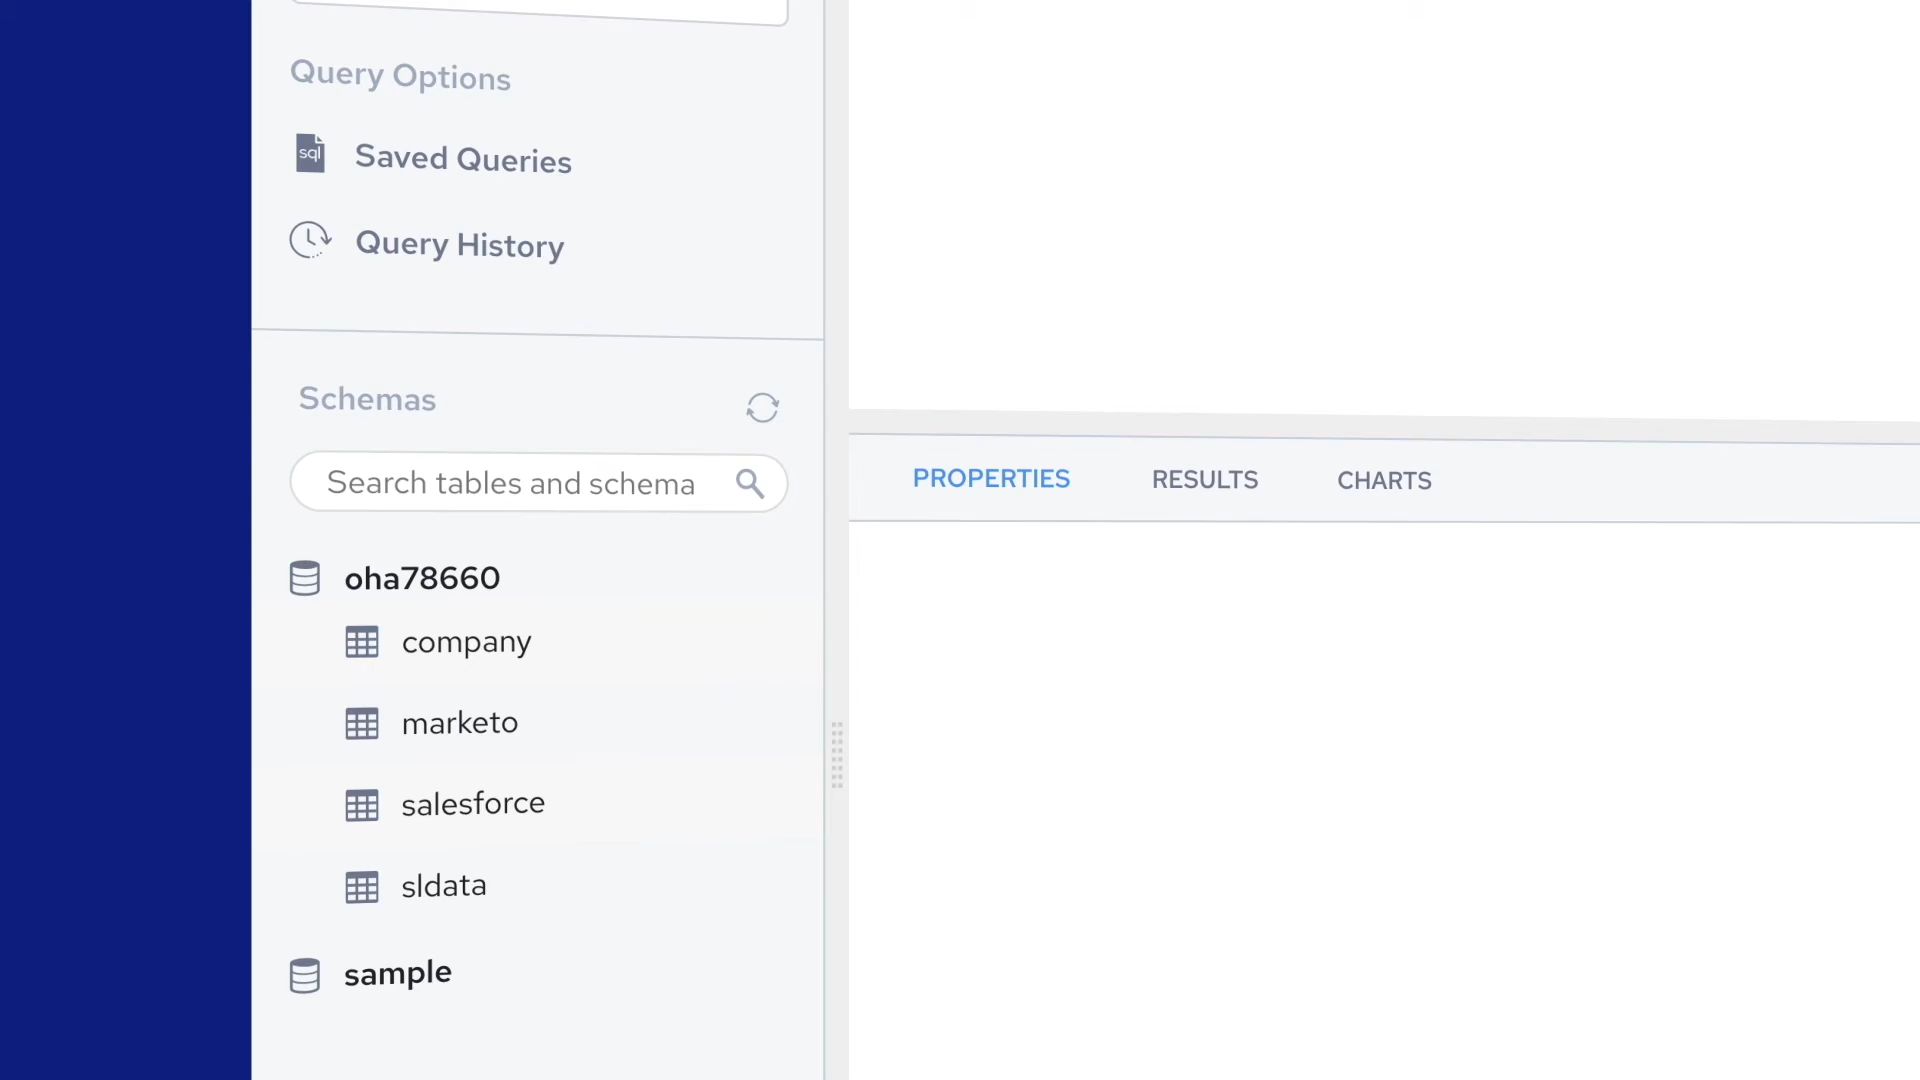 Query Options
sql
Saved Queries
Query History
Schemas
Search tables and schema
PROPERTIES
RESULTS
CHARTS
oha78660
company
marketo
salesforce
sldata
sample